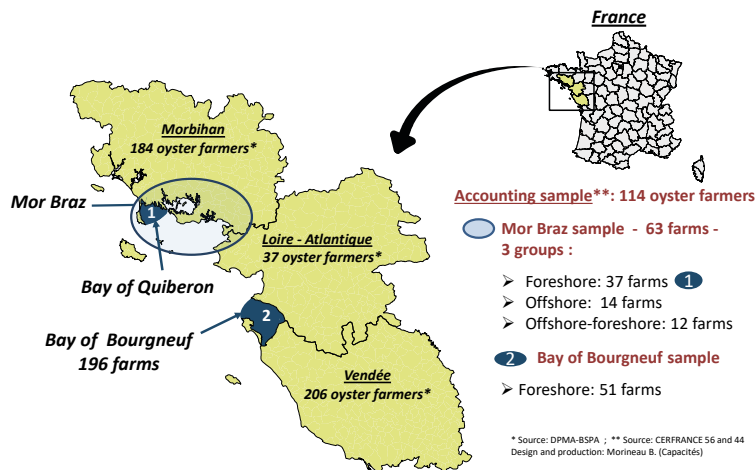 France
Morbihan
184 oyster farmers*
Mor Braz
1
Bay of Quiberon
Loire - Atlantique
37 oyster farmers*
2
Bay of Bourgneuf
196 farms
Vendée
206 oyster farmers*
Accounting sample**: 114 oyster farmers
Mor Braz sample - 63 farms -
3 groups :
➢ Foreshore: 37 farms 1
➢ Offshore: 14 farms
➢ Offshore-foreshore: 12 farms
2 Bay of Bourgneuf sample
➢ Foreshore: 51 farms
* Source: DPMA-BSPA ; ** Source: CERFRANCE 56 and 44
Design and production: Morineau B. (Capacités)